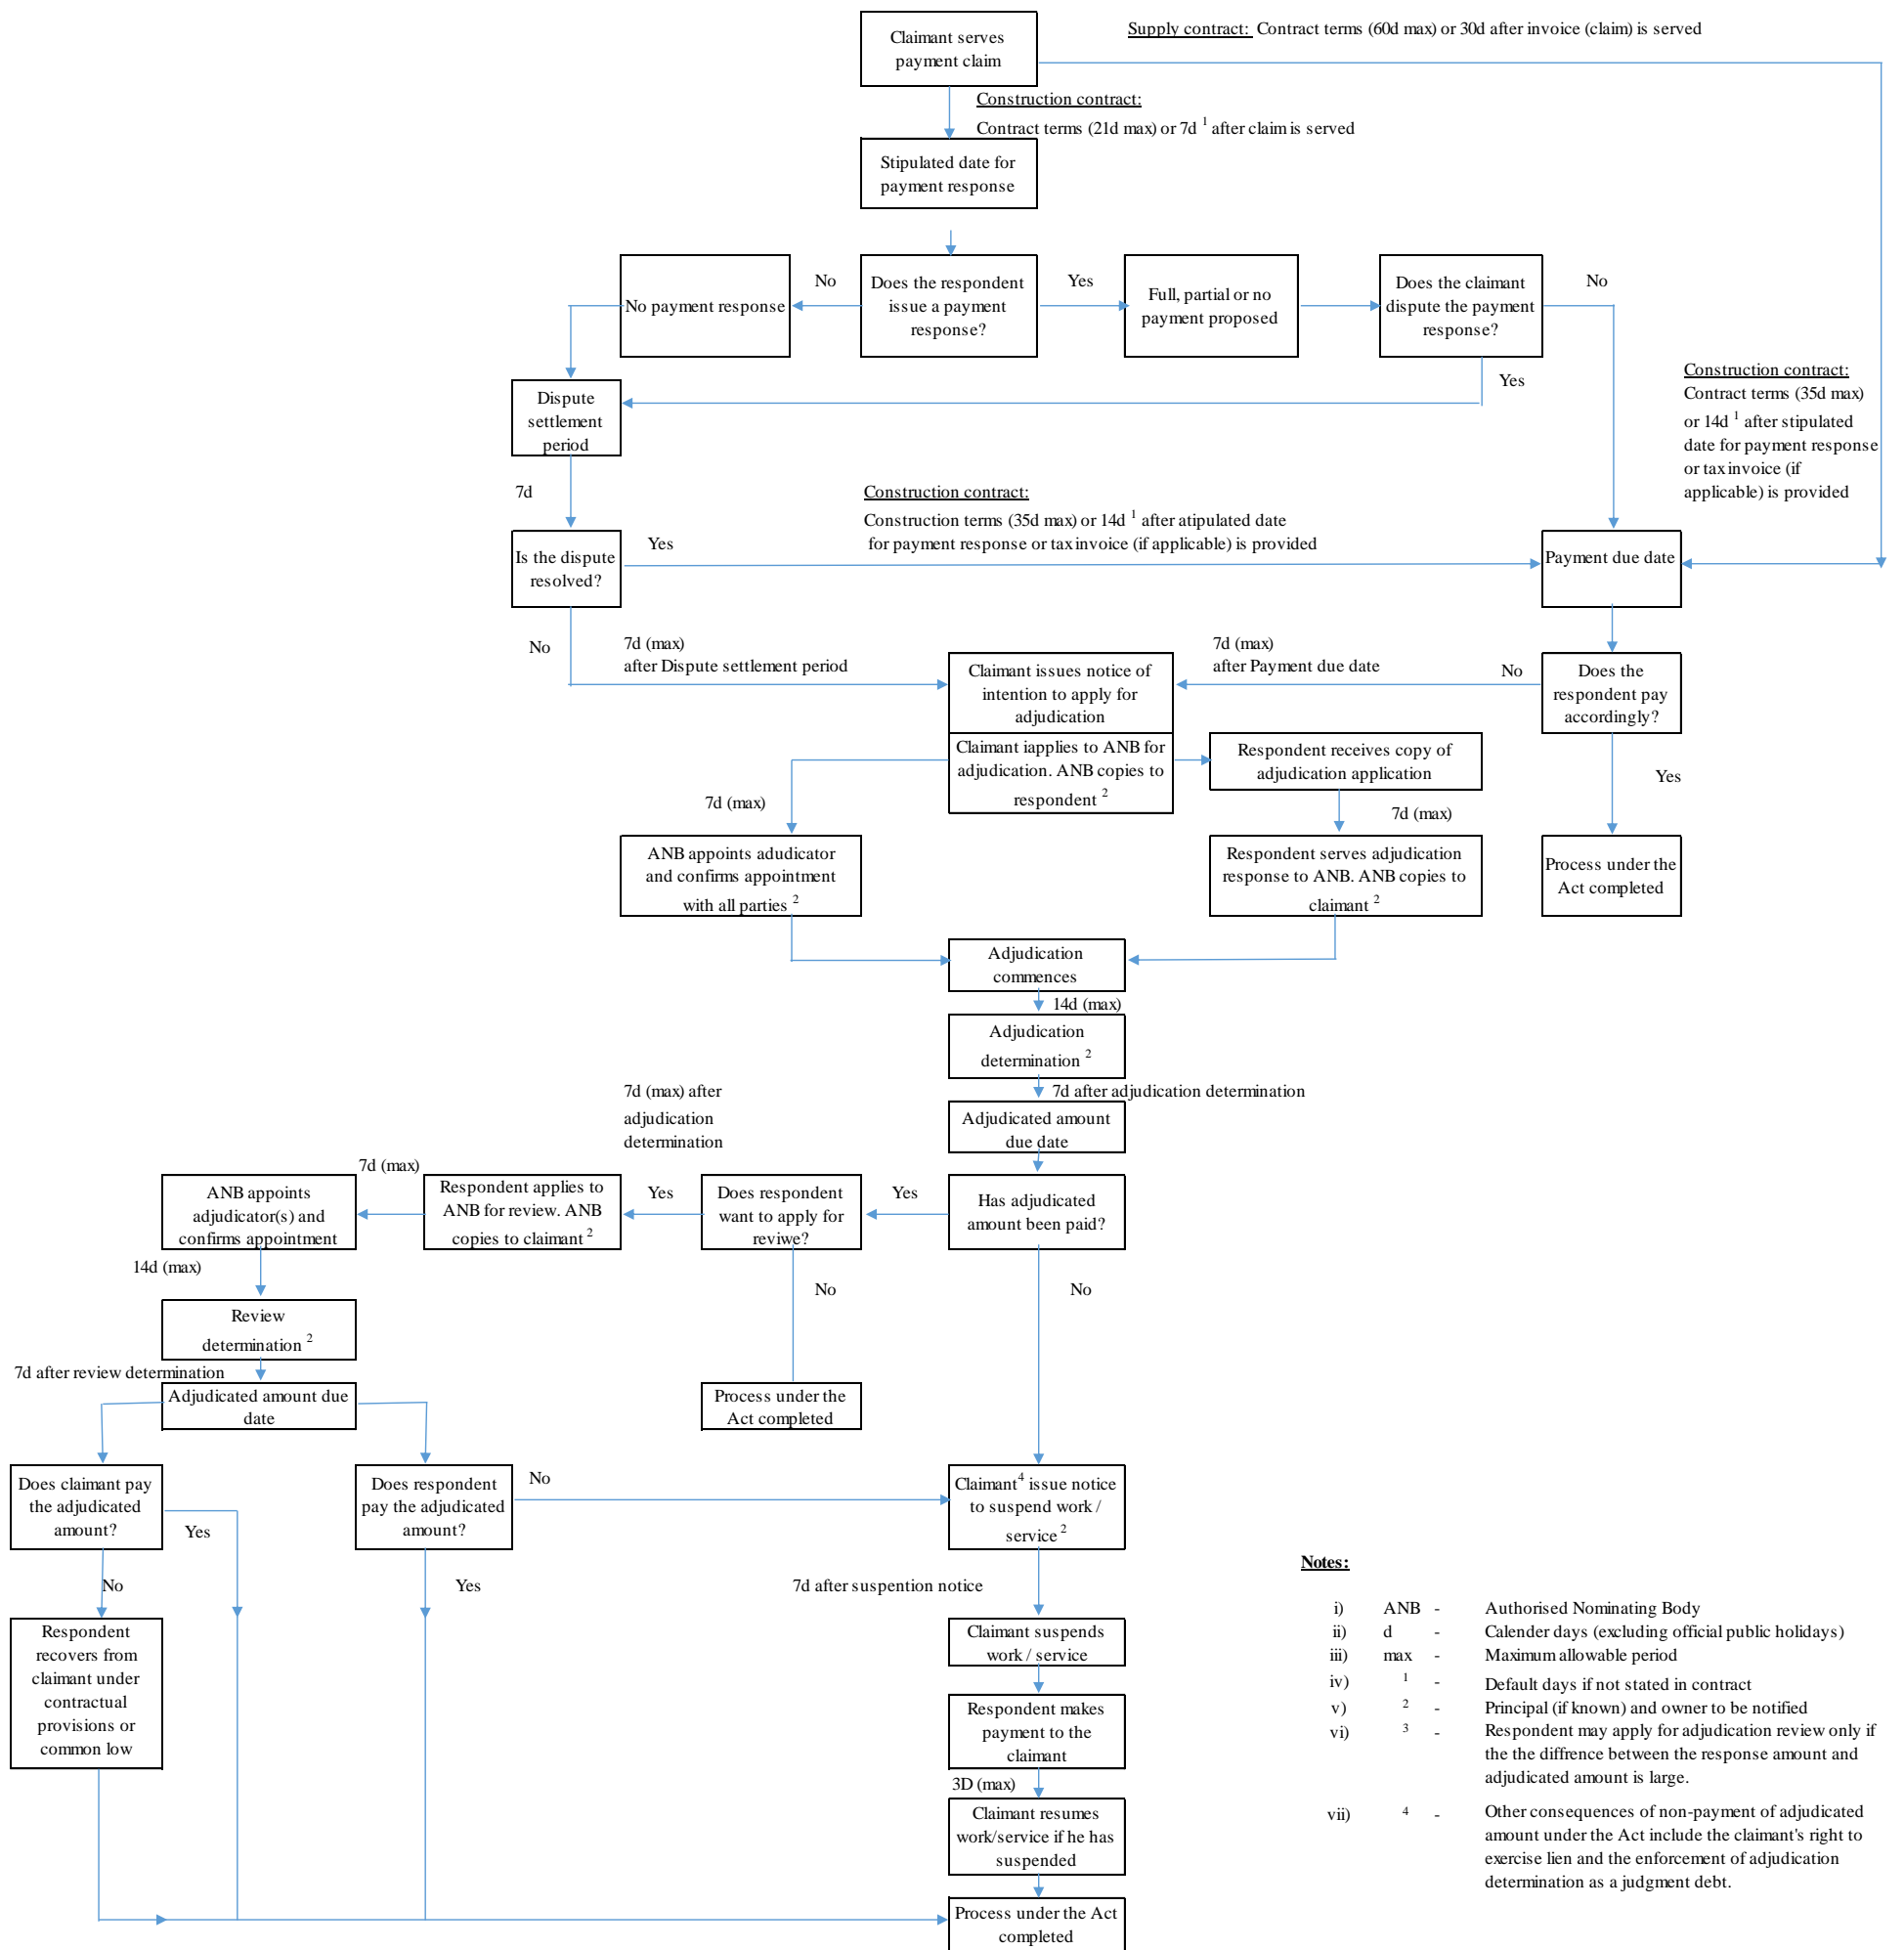 Claimant serves
payment claim
Supply contract: Contract terms (60d max) or 30d after invoice (claim) is served
Construction contract:
Contract terms (21d max) or 7d 1 after claim is served
Stipulated date for
payment response
No payment response
No
Does the respondent
issue a payment
response?
Yes
Full, partial or no
payment proposed
Does the claimant
dispute the payment
response?
No
Yes
Construction contract:
Contract terms (35d max)
or 14d 1 after stipulated
date for payment response
or tax invoice (if
applicable) is provided
Dispute
settlement
period
7d
Construction contract:
Construction terms (35d max) or 14d 1 after atipulated date
for payment response or tax invoice (if applicable) is provided
Is the dispute
resolved?
Yes
Payment due date
No
7d (max)
after Dispute settlement period
Claimant issues notice of
intention to apply for
adjudication
7d (max)
after Payment due date
No
Does the
respondent pay
accordingly?
Claimant iapplies to ANB for
adjudication. ANB copies to
respondent 2
Respondent receives copy of
adjudication application
Yes
7d (max)
7d (max)
ANB appoints adudicator
and confirms appointment
with all parties 2
Respondent serves adjudication
response to ANB. ANB copies to
claimant 2
Process under the
Act completed
Adjudication
commences
14d (max)
Adjudication
determination 2
7d after adjudication determination
7d (max) after
adjudication
determination
Adjudicated amount
due date
7d (max)
ANB appoints
adjudicator(s) and
confirms appointment
Respondent applies to
ANB for review. ANB
copies to claimant 2
Yes
Does respondent
want to apply for
reviwe?
Yes
Has adjudicated
amount been paid?
14d (max)
No
No
Review
determination 2
7d after review determination
Adjudicated amount due
date
Process under the
Act completed
Does claimant pay
the adjudicated
amount?
Yes
Does respondent
pay the adjudicated
amount?
No
Claimant4 issue notice
to suspend work /
service 2
No
Yes
7d after suspention notice
Respondent
recovers from
claimant under
contractual
provisions or
common low
Claimant suspends
work / service
Respondent makes
payment to the
claimant
3D (max)
Claimant resumes
work/service if he has
suspended
Process under the Act
completed
Notes:
i) ANB - Authorised Nominating Body
ii) d - Calender days (excluding official public holidays)
iii) max - Maximum allowable period
iv) 1 - Default days if not stated in contract
v) 2 - Principal (if known) and owner to be notified
vi) 3 - Respondent may apply for adjudication review only if
the the diffrence between the response amount and
adjudicated amount is large.
vii) 4 - Other consequences of non-payment of adjudicated
amount under the Act include the claimant's right to
exercise lien and the enforcement of adjudication
determination as a judgment debt.